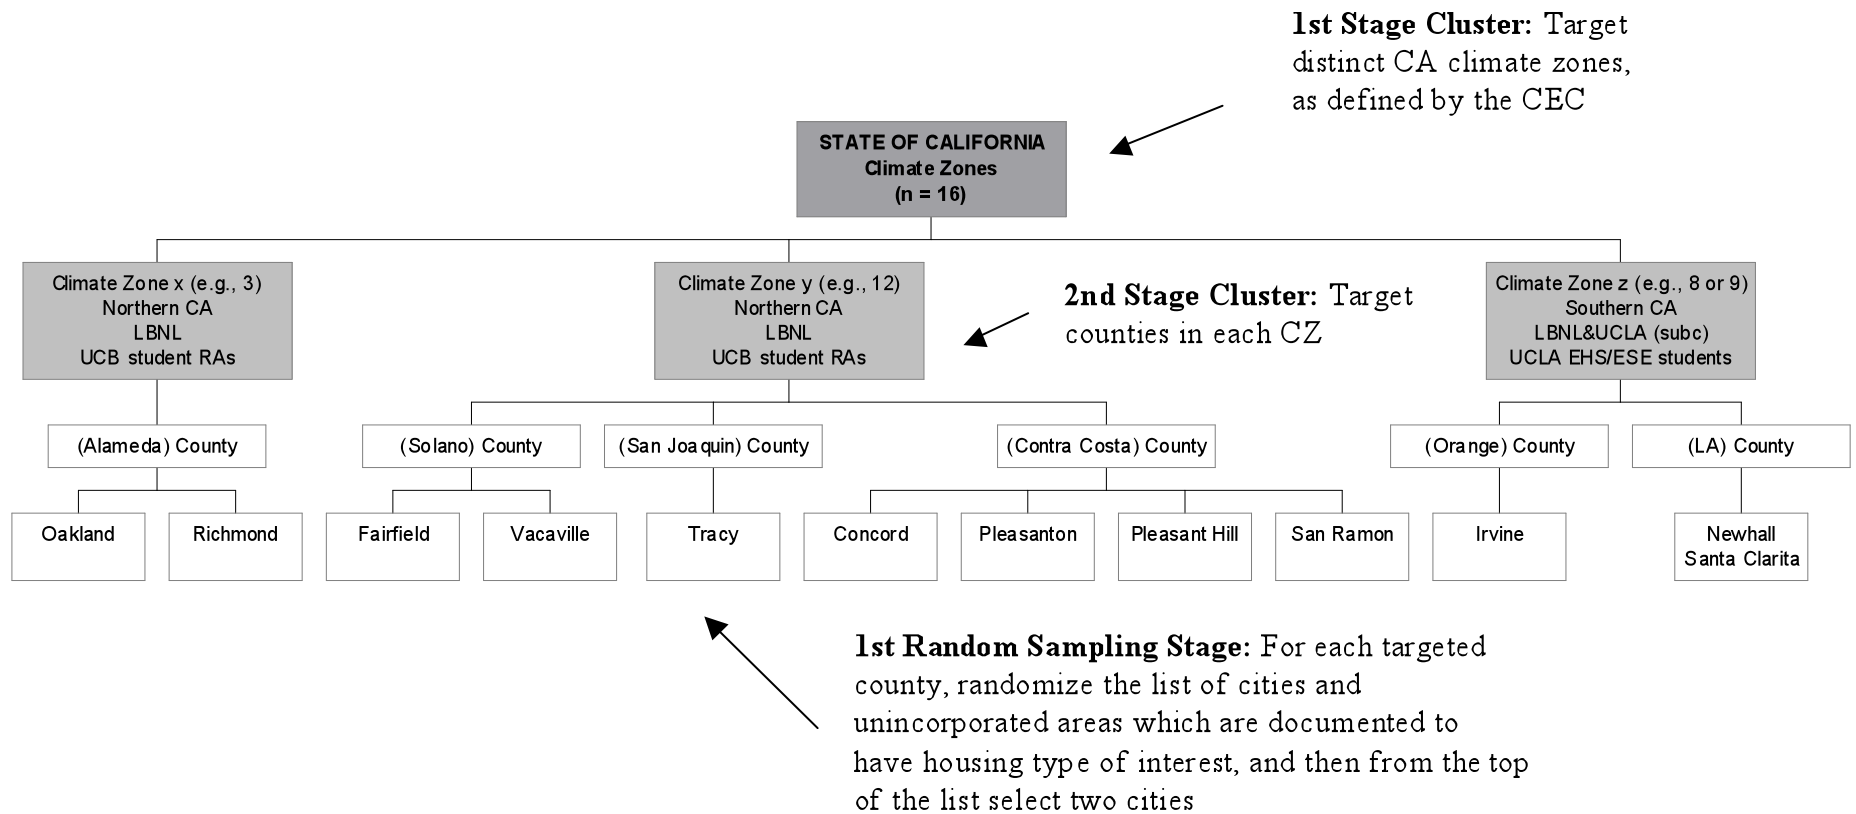 1st Stage Cluster: Target
distinct CA climate zones,
as defined by the CEC
STATE OF CALIFORNIA
Climate Zones
(n = 16)
Climate Zone x (e.g., 3)
Northern CA
LBNL
UCB student RAs
Climate Zone y (e.g., 12)
Northern CA
LBNL
UCB student RAs
2nd Stage Cluster: Target
counties in each CZ
Climate Zone z (e.g., 8 or 9)
Southern CA
LBNL&UCLA (subc)
UCLA EHS/ESE students
(Alameda) County
(Solano) County
(San Joaquin) County
(Contra Costa) County
(Orange) County
(LA) County
Oakland
Richmond
Fairfield
Vacaville
Tracy
Concord
Pleasanton
Pleasant Hill
San Ramon
Irvine
Newhall
Santa Clarita
1st Random Sampling Stage: For each targeted
county, randomize the list of cities and
unincorporated areas which are documented to
have housing type of interest, and then from the top
of the list select two cities